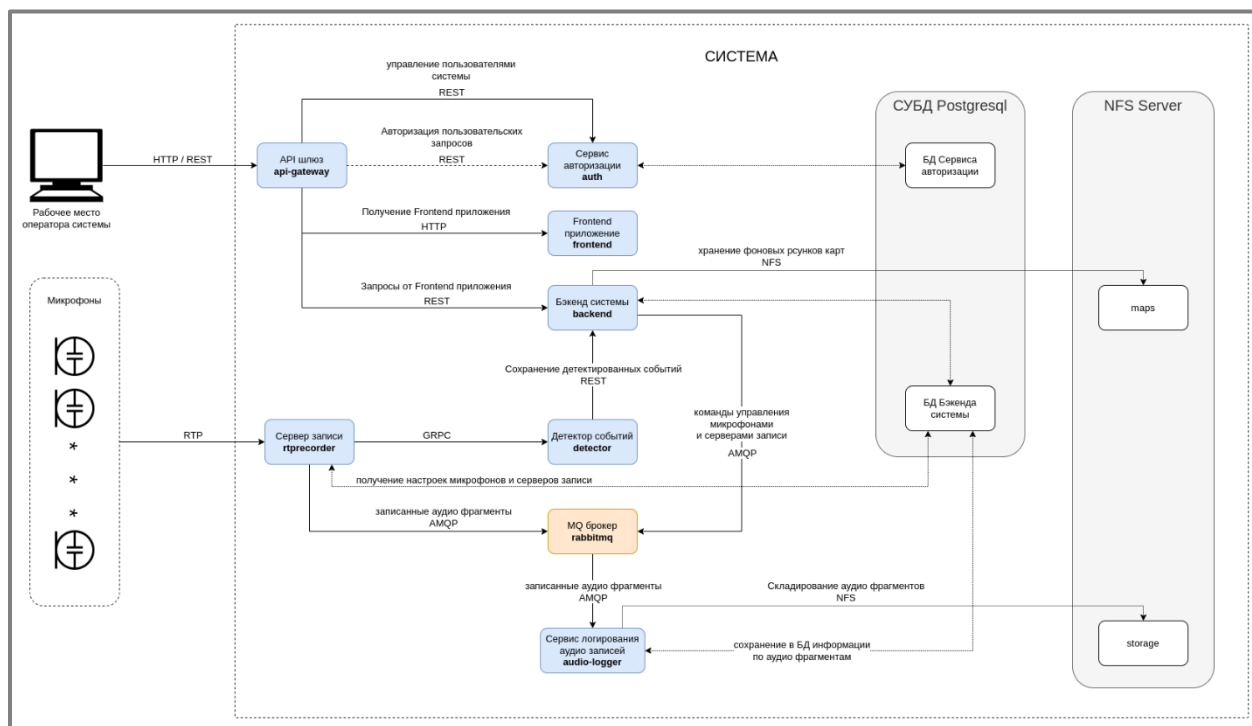 СИСТЕМА
управление пользователями
системы
REST
СУБД Postgresql
NFS Server
Авторизация пользовательских
запросов
REST
HTTP / REST
API шлюз
api-gateway
Сервис
авторизации
auth
БД Сервиса
авторизации
Рабочее место
оператора системы
Получение Frontend приложения
HTTP
Frontend
приложение
frontend
хранение фоновых рсунков карт
NFS
Микрофоны
Запросы от Frontend приложения
REST
Бэкенд системы
backend
maps
Сохранение детектированных событий
REST
БД Бэкенда
системы
команды управления
микрофонами
и серверами записи
AMQP
RTP
Сервер записи
rtprecorder
GRPC
Детектор событий
detector
получение настроек микрофонов и серверов записи
записанные аудио фрагменты
AMQP
MQ брокер
rabbitmq
записанные аудио фрагменты
AMQP
Складирование аудио фрагментов
NFS
Сервис логирования
аудио записей
audio-logger
сохранение в БД информации
по аудио фрагментам
storage